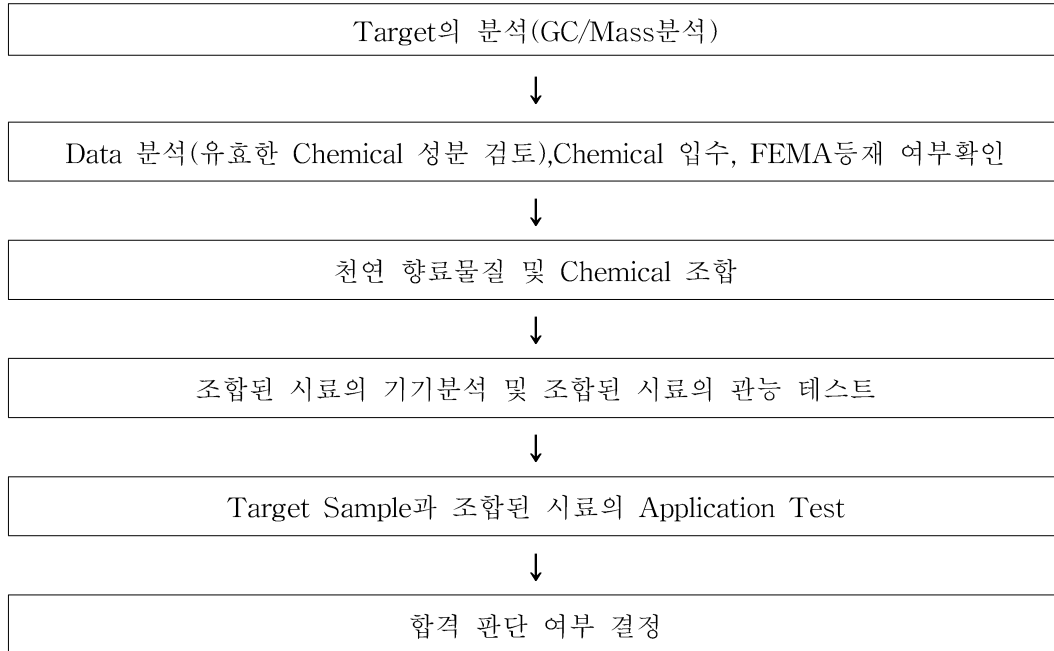 Target의 분석(GC/Mass분석)
↓
Data 분석(유효한 Chemical 성분 검토),Chemical 입수, FEMA등재 여부확인
↓
천연 향료물질 및 Chemical 조합
↓
조합된 시료의 기기분석 및 조합된 시료의 관능 테스트
↓
Target Sample과 조합된 시료의 Application Test
↓
합격 판단 여부 결정